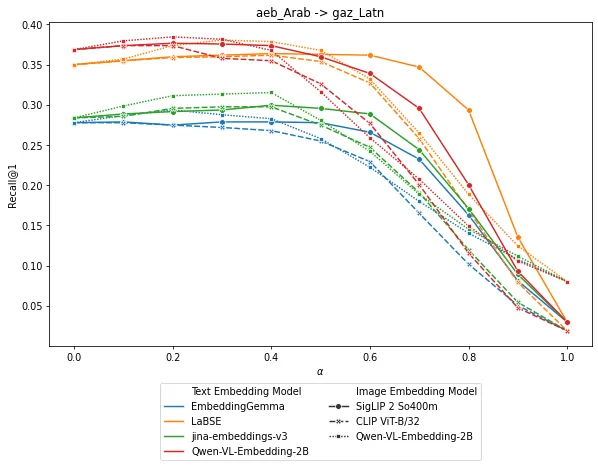 aeb_Arab -> gaz_Latn
0.40
0.35
0.30
0.25
0.20
0.15
0.10
0.05
Recall@1
0.0
0.2
0.4
0.6
0.8
1.0
α
Text Embedding Model
EmbeddingGemma
LaBSE
jina-embeddings-v3
Qwen-VL-Embedding-2B
Image Embedding Model
SigLIP 2 So400m
CLIP ViT-B/32
Qwen-VL-Embedding-2B